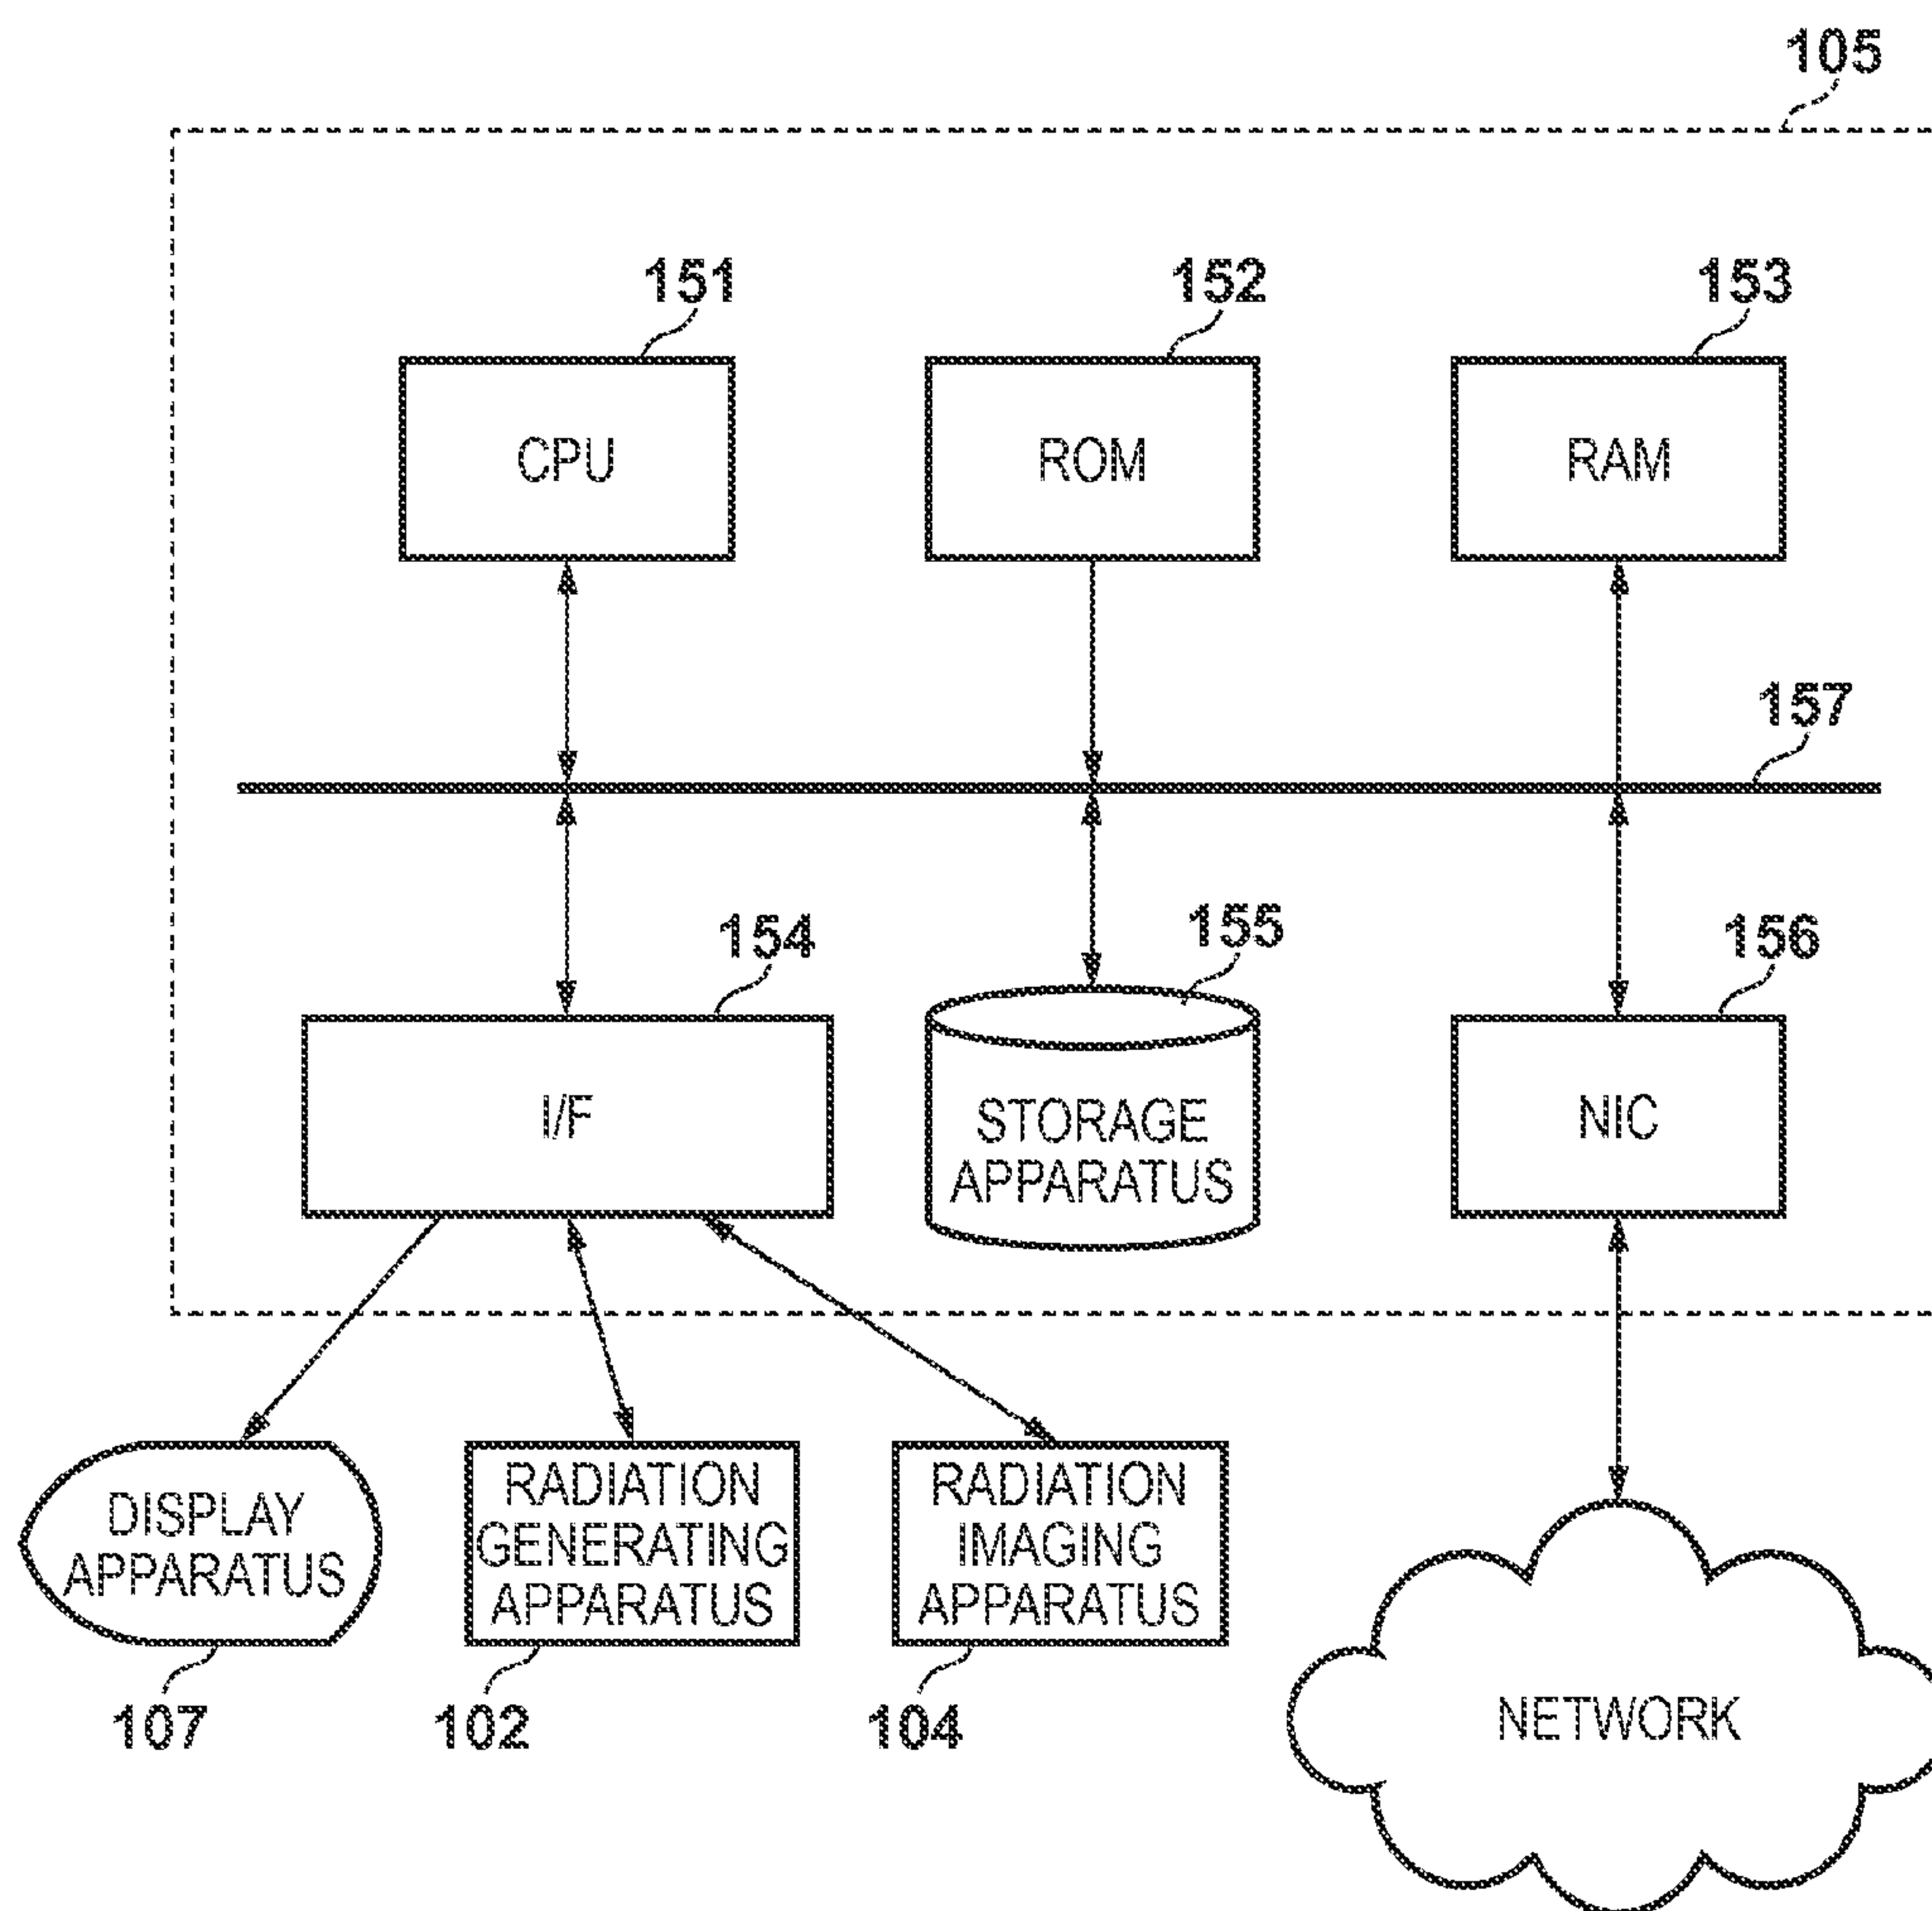 105
151
152
153
CPU
ROM
RAM
157
154
155
156
I/F
STORAGE
APPARATUS
NIC
DISPLAY
APPARATUS
RADIATION
GENERATING
APPARATUS
RADIATION
IMAGING
APPARATUS
107
102
104
NETWORK